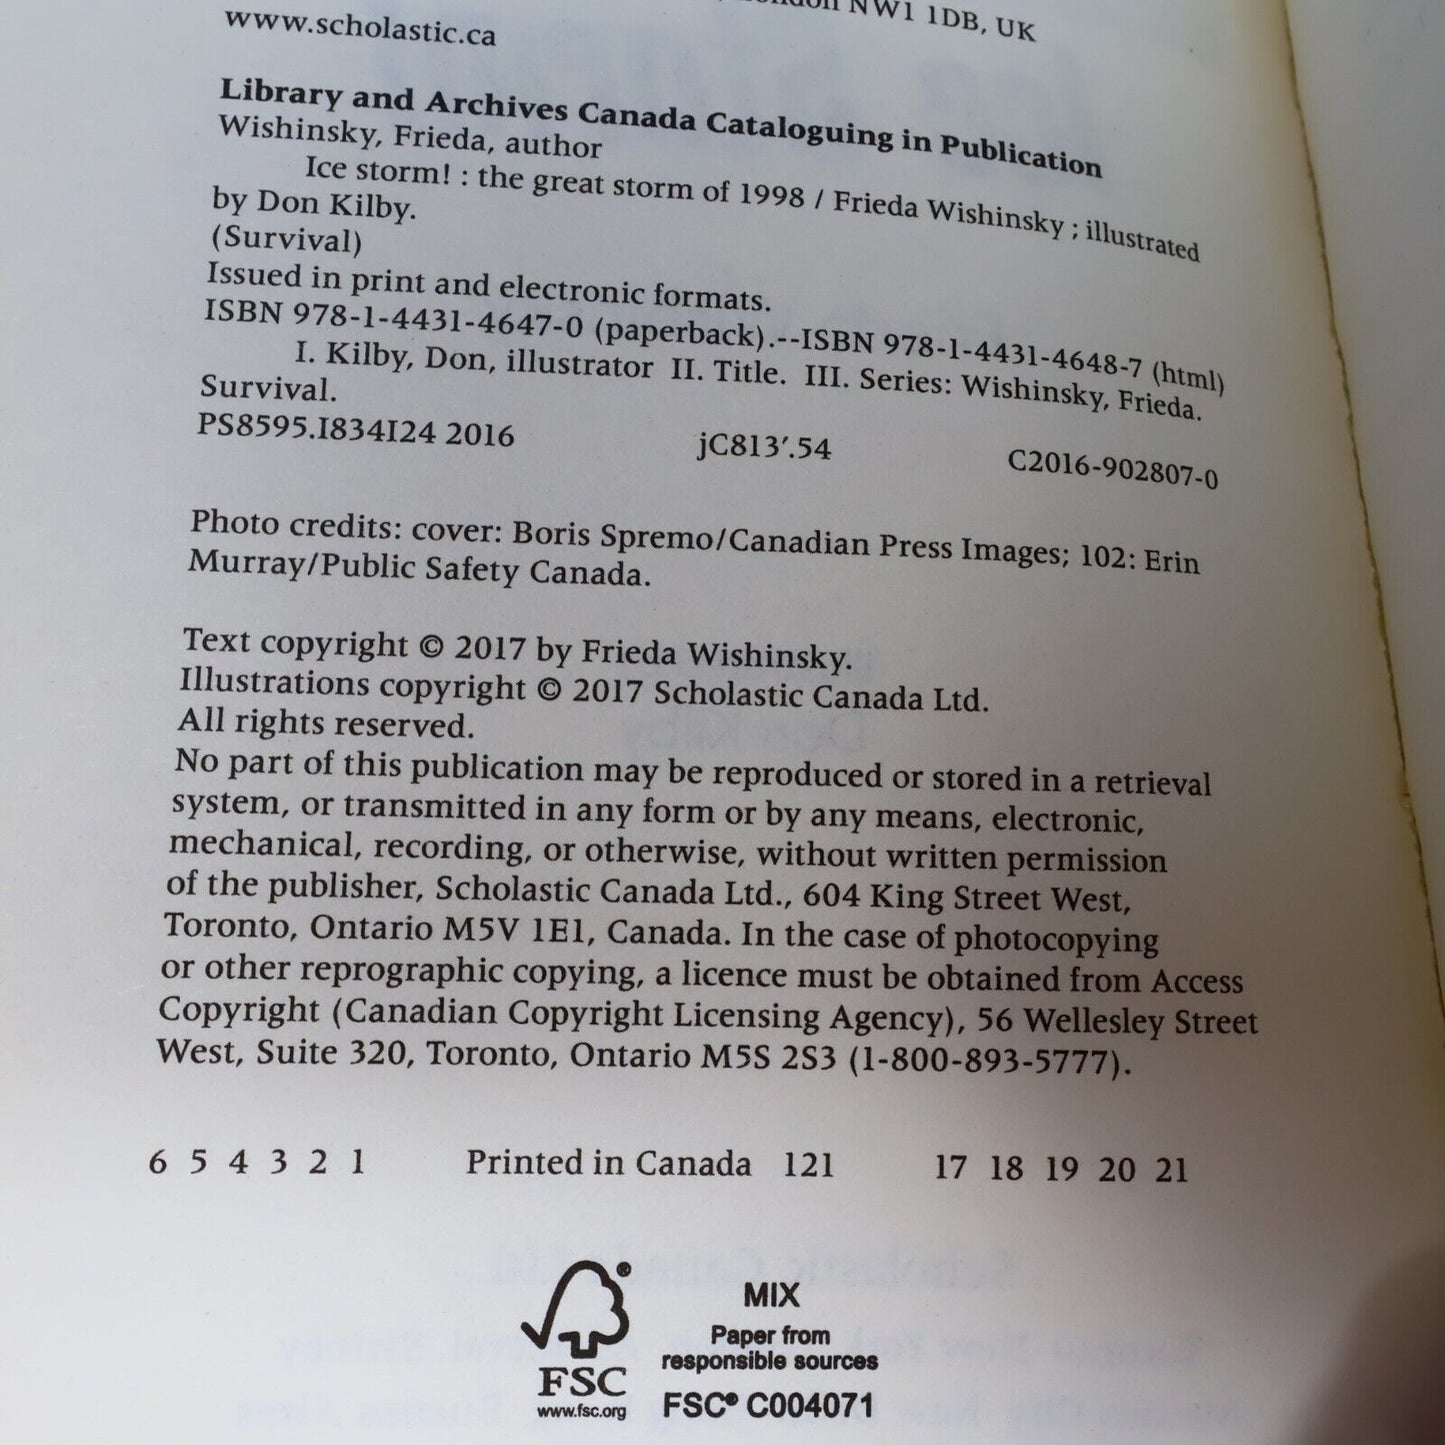 London NW1 1DB, UK
www.scholastic.ca
Library and Archives Canada Cataloguing in Publication
Wishinsky, Frieda, author
Ice storm! : the great storm of 1998 / Frieda Wishinsky ; illustrated
by Don Kilby.
(Survival)
Issued in print and electronic formats.
ISBN 978-1-4431-4647-0 (paperback).--ISBN 978-1-4431-4648-7 (html)
I. Kilby, Don, illustrator II. Title. III. Series: Wishinsky, Frieda.
Survival.
PS8595.I834I24 2016 jC813′.54 C2016-902807-0
Photo credits: cover: Boris Spremo/Canadian Press Images; 102: Erin
Murray/Public Safety Canada.
Text copyright © 2017 by Frieda Wishinsky.
Illustrations copyright © 2017 Scholastic Canada Ltd.
All rights reserved.
No part of this publication may be reproduced or stored in a retrieval
system, or transmitted in any form or by any means, electronic,
mechanical, recording, or otherwise, without written permission
of the publisher, Scholastic Canada Ltd., 604 King Street West,
Toronto, Ontario M5V 1E1, Canada. In the case of photocopying
or other reprographic copying, a licence must be obtained from Access
Copyright (Canadian Copyright Licensing Agency), 56 Wellesley Street
West, Suite 320, Toronto, Ontario M5S 2S3 (1-800-893-5777).
6 5 4 3 2 1 Printed in Canada 121 17 18 19 20 21
MIX
Paper from
responsible sources
FSC® C004071
FSC
www.fsc.org